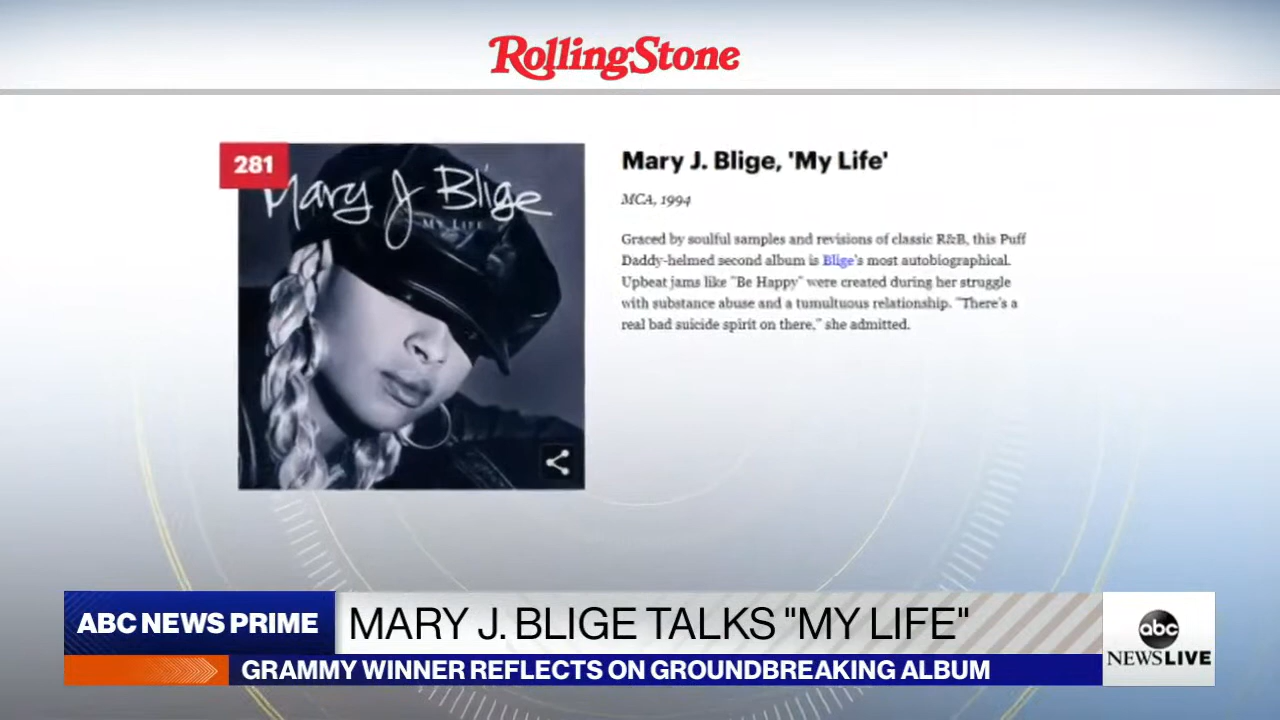 RollingStone
281
Mary J Blige
MY LIFE
Mary J. Blige, 'My Life'
MCA, 1994
Graced by soulful samples and revisions of classic R&B, this Puff
Daddy-helmed second album is Blige's most autobiographical.
Upbeat jams like "Be Happy" were created during her struggle
with substance abuse and a tumultuous relationship. "There's a
real bad suicide spirit on there," she admitted.
ABC NEWS PRIME
MARY J. BLIGE TALKS "MY LIFE"
GRAMMY WINNER REFLECTS ON GROUNDBREAKING ALBUM
abc
NEWSLIVE